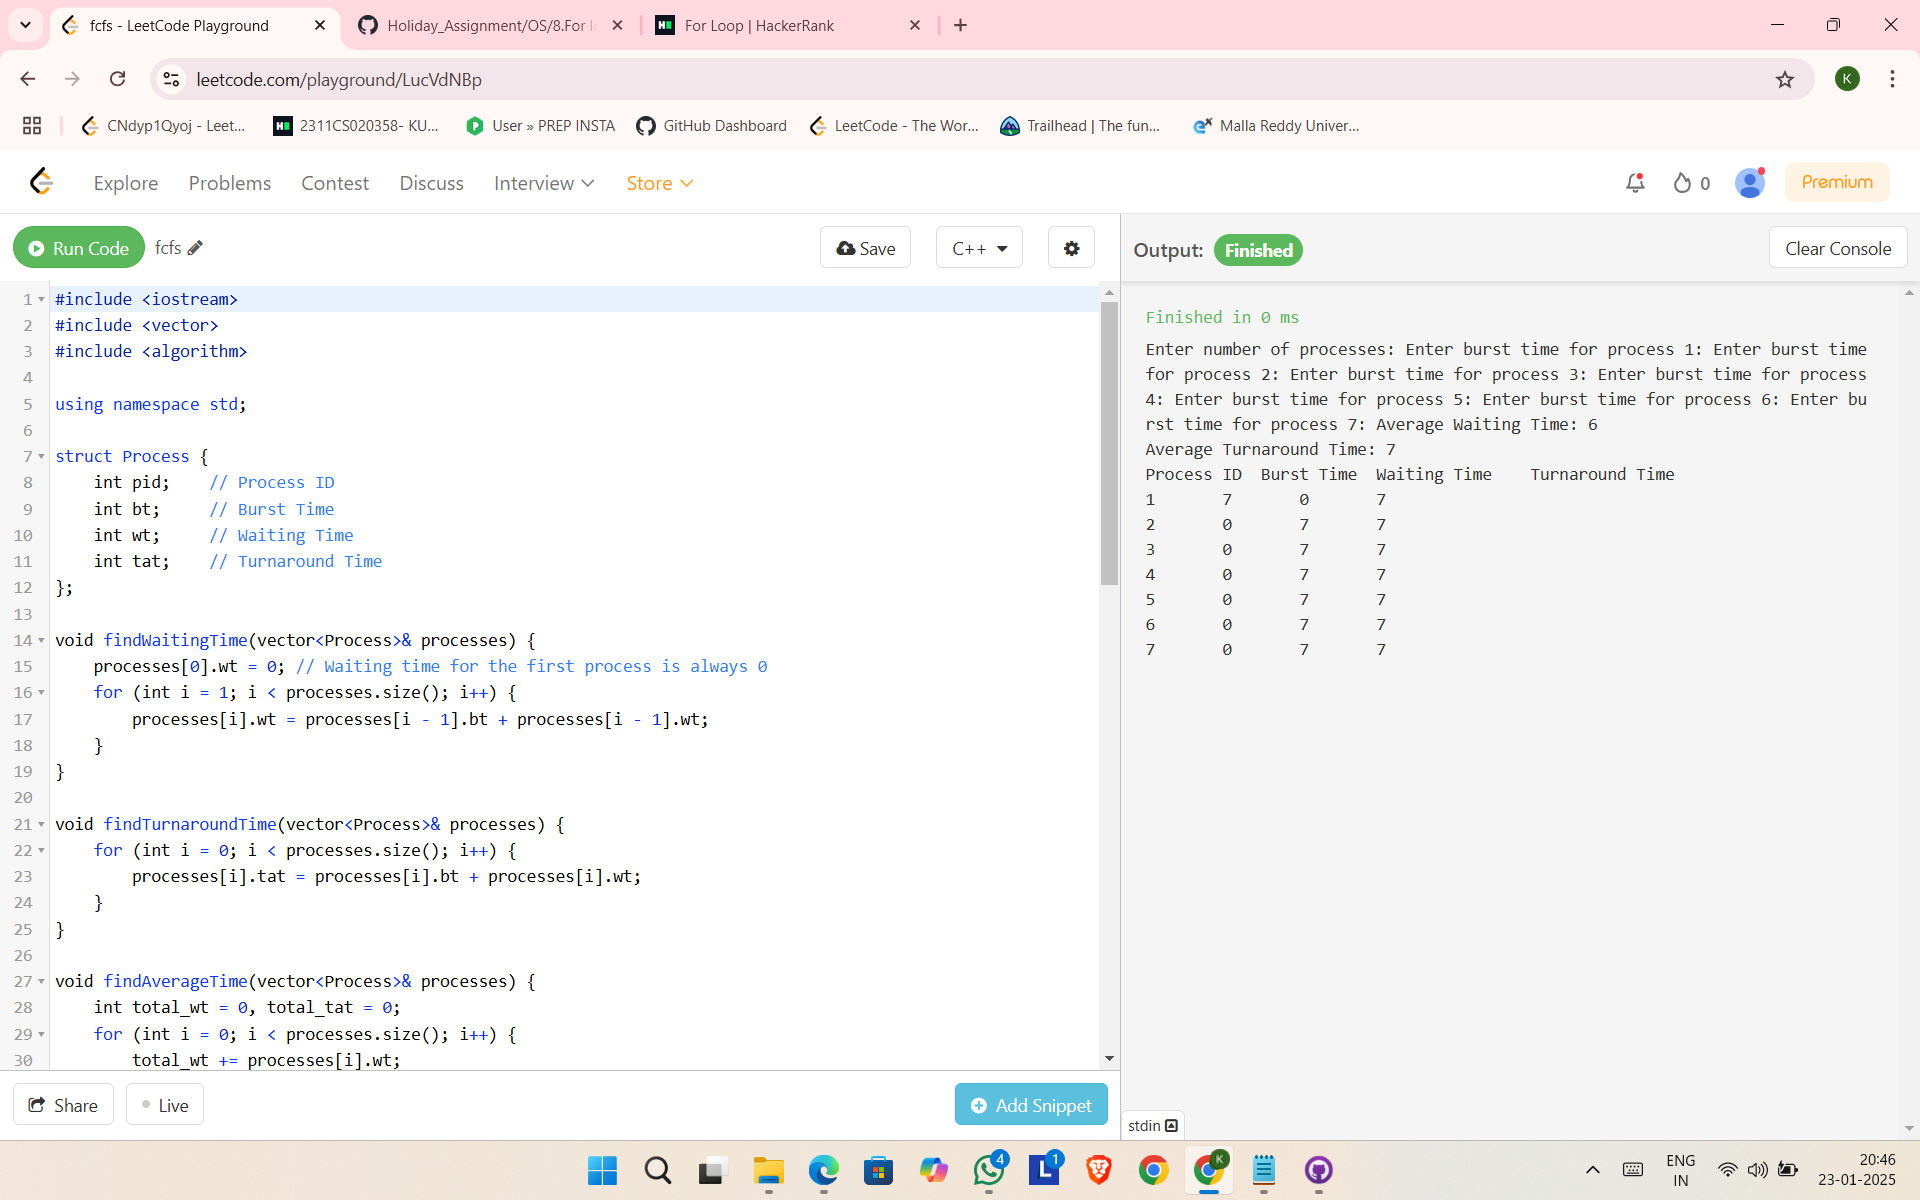 fcfs - LeetCode Playground
Holiday_Assignment/OS/8.For l
For Loop | HackerRank
leetcode.com/playground/LucVdNBp
K
CNdyp1Qyoj - Leet...
2311CS020358- KU...
User » PREP INSTA
GitHub Dashboard
LeetCode - The Wor...
Trailhead | The fun...
Malla Reddy Univer...
Explore
Problems
Contest
Discuss
Interview
Store
0
Premium
Run Code
fcfs
Save
C++
Output:
Finished
Clear Console
1 #include <iostream>
2 #include <vector>
3 #include <algorithm>
4
5 using namespace std;
6
7 struct Process {
8     int pid;    // Process ID
9     int bt;     // Burst Time
10     int wt;     // Waiting Time
11     int tat;    // Turnaround Time
12 };
13
14 void findWaitingTime(vector<Process>& processes) {
15     processes[0].wt = 0; // Waiting time for the first process is always 0
16     for (int i = 1; i < processes.size(); i++) {
17         processes[i].wt = processes[i - 1].bt + processes[i - 1].wt;
18     }
19 }
20
21 void findTurnaroundTime(vector<Process>& processes) {
22     for (int i = 0; i < processes.size(); i++) {
23         processes[i].tat = processes[i].bt + processes[i].wt;
24     }
25 }
26
27 void findAverageTime(vector<Process>& processes) {
28     int total_wt = 0, total_tat = 0;
29     for (int i = 0; i < processes.size(); i++) {
30         total_wt += processes[i].wt;
Finished in 0 ms
Enter number of processes: Enter burst time for process 1: Enter burst time
for process 2: Enter burst time for process 3: Enter burst time for process
4: Enter burst time for process 5: Enter burst time for process 6: Enter bu
rst time for process 7: Average Waiting Time: 6
Average Turnaround Time: 7
Process ID  Burst Time  Waiting Time    Turnaround Time
1       7       0       7
2       0       7       7
3       0       7       7
4       0       7       7
5       0       7       7
6       0       7       7
7       0       7       7
Share
Live
Add Snippet
stdin
4
1
K
ENG
IN
20:46
23-01-2025